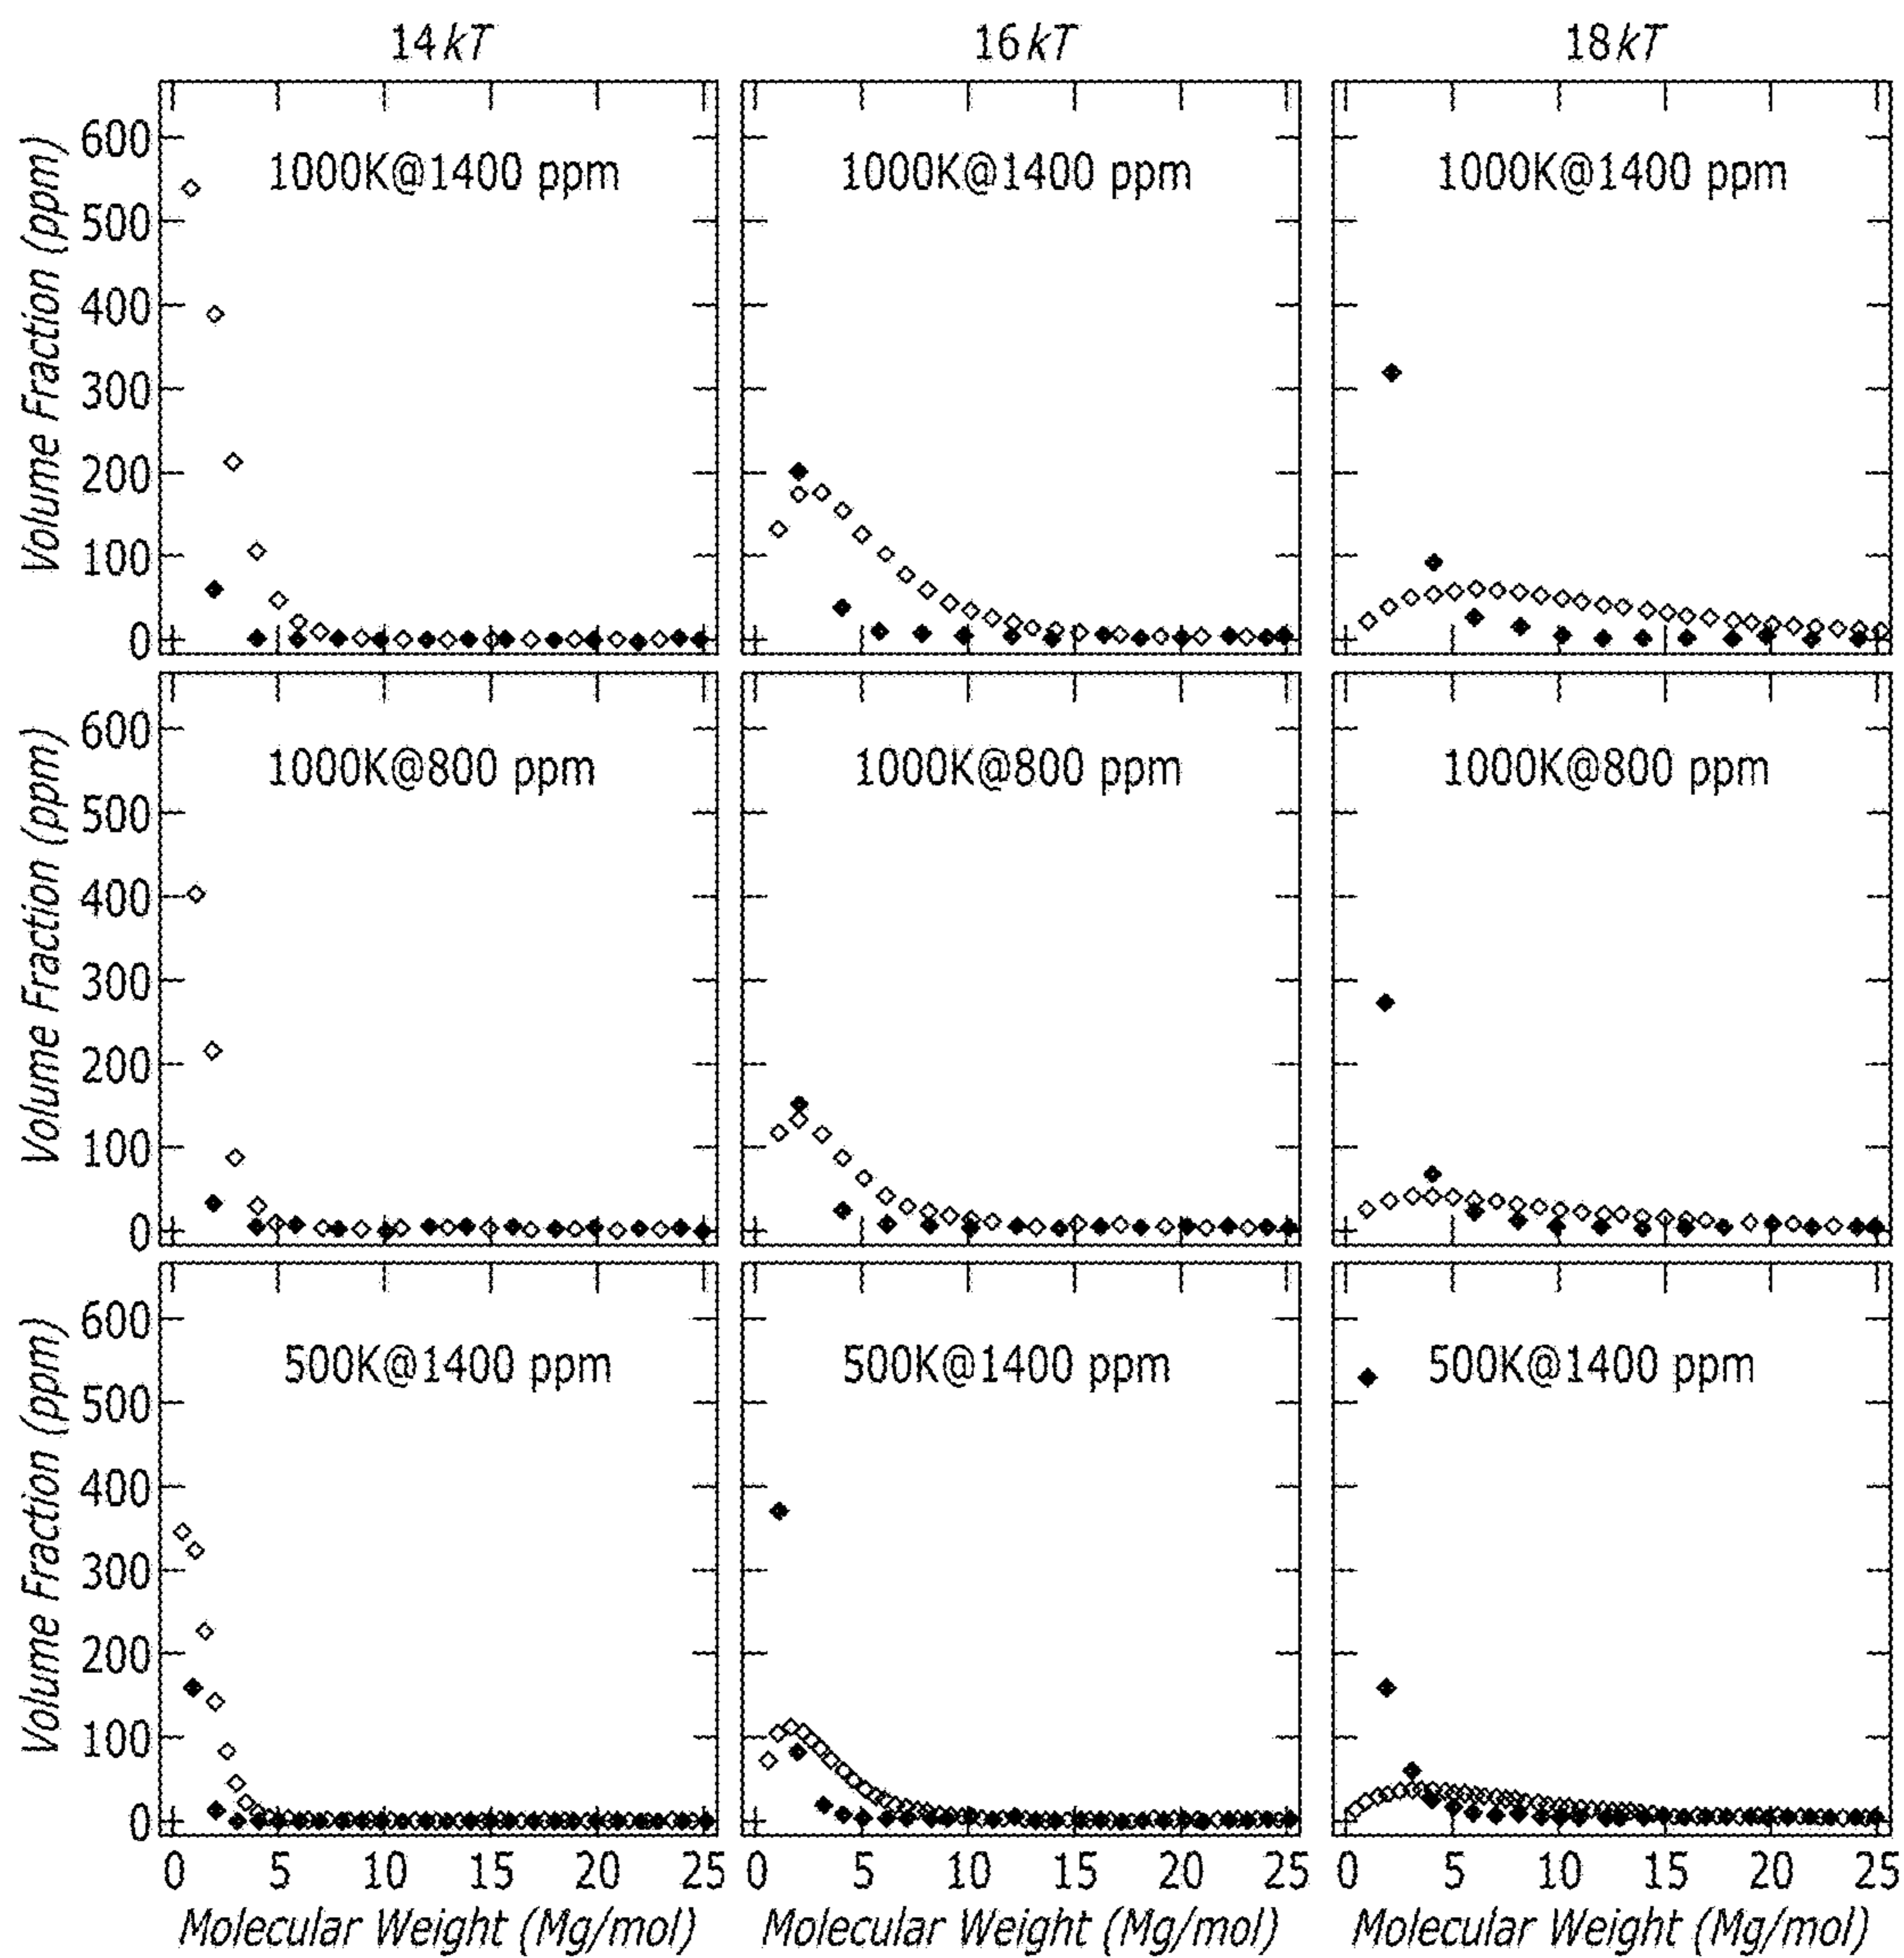 14kT 16kT 18kT
Volume Fraction (ppm)
600
500
400
300
200
100
0
1000K@1400 ppm
1000K@1400 ppm
1000K@1400 ppm
Volume Fraction (ppm)
600
500
400
300
200
100
0
1000K@800 ppm
1000K@800 ppm
1000K@800 ppm
Volume Fraction (ppm)
600
500
400
300
200
100
0
500K@1400 ppm
500K@1400 ppm
500K@1400 ppm
0 5 10 15 20 25
0 5 10 15 20 25
0 5 10 15 20 25
Molecular Weight (Mg/mol)
Molecular Weight (Mg/mol)
Molecular Weight (Mg/mol)